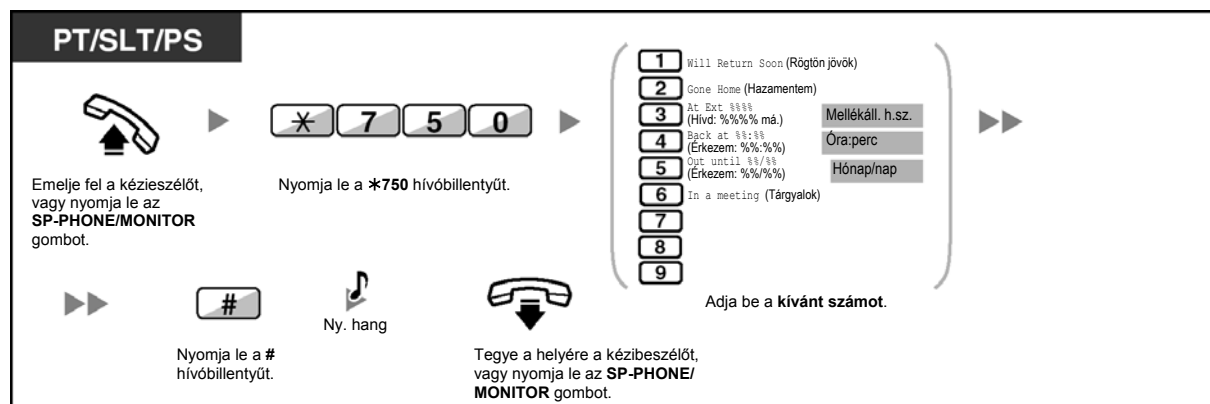 PT/SLT/PS
1 Will Return Soon (Rögtön jövök)
2 Gone Home (Hazamentem)
3 At Ext %%%% (Hívd: %%%% má.) Mellékáll. h.sz.
4 Back at %%:%% (Érkezem: %%:%%) Óra:perc
5 Out until %%/%% (Érkezem: %%/%%) Hónap/nap
6 In a meeting (Tárgyalok)
7
8
9
* 7 5 0
Emelje fel a kézieszélőt,
vagy nyomja le az
SP-PHONE/MONITOR
gombot.
Nyomja le a *750 hívóbillentyűt.
Adja be a kívánt számot.
#
Ny. hang
Nyomja le a #
hívóbillentyűt.
Tegye a helyére a kézibeszélőt,
vagy nyomja le az SP-PHONE/
MONITOR gombot.